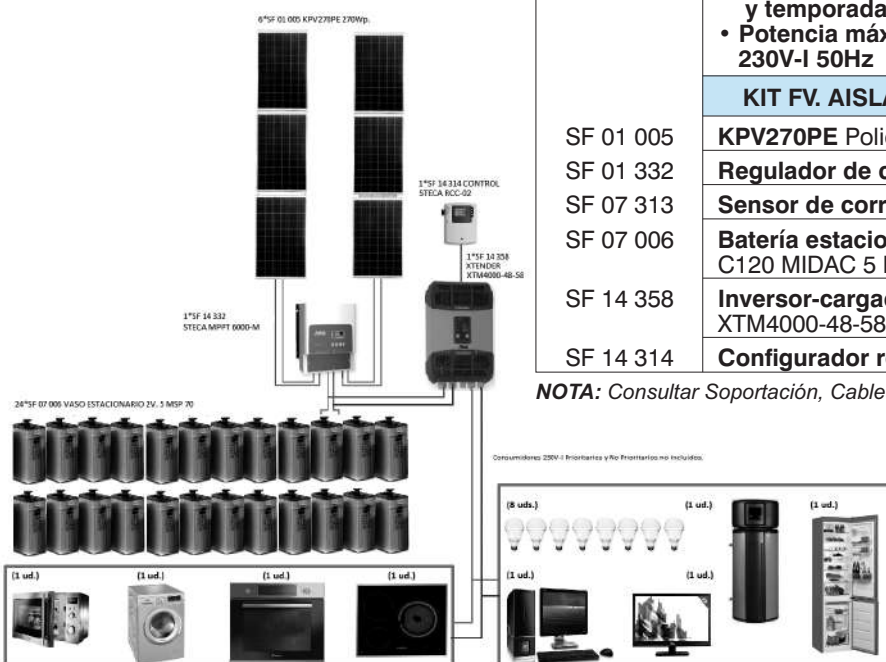 6*SF 01 005 KPV270PE 270Wp.
1*SF 14 314 CONTROL
STECA RCC-02
1*SF 14 358
XTENDER
XTM4000-48-58
1*SF 14 332
STECA MPPT 6000-M
24*SF 07 006 VASO ESTACIONARIO 2V. 5 MSP 70
(1 ud.) (1 ud.) (1 ud.) (1 ud.)
y temporada
• Potencia máx
230V-I 50Hz
KIT FV. AISLA
SF 01 005 KPV270PE Poli
SF 01 332 Regulador de
SF 07 313 Sensor de corr
SF 07 006 Batería estacio
C120 MIDAC 5
SF 14 358 Inversor-carga
XTM4000-48-58
SF 14 314 Configurador r
NOTA: Consultar Soportación, Cable
Consumidores 230V-I Prioritarios y No Prioritarios no incluidos.
(8 uds.) (1 ud.) (1 ud.)
(1 ud.) (1 ud.)